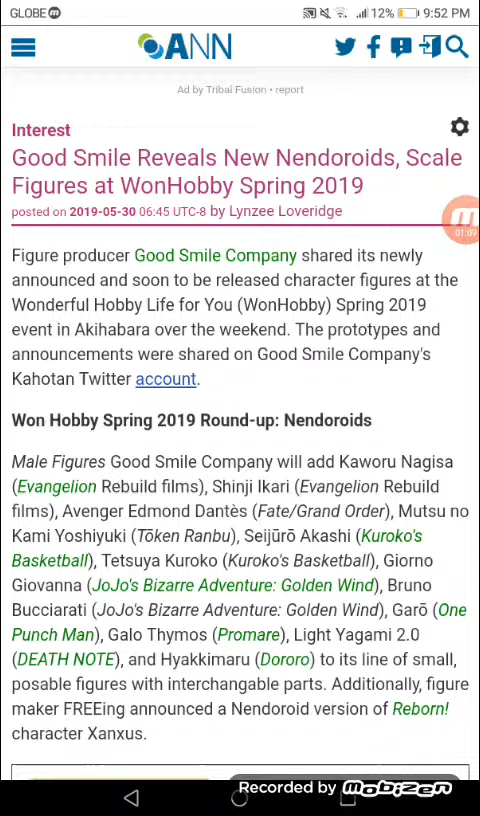 GLOBE 12% 9:52 PM
ANN
Ad by Tribal Fusion • report
Interest
Good Smile Reveals New Nendoroids, Scale
Figures at WonHobby Spring 2019
posted on 2019-05-30 06:45 UTC-8 by Lynzee Loveridge
01:09
Figure producer Good Smile Company shared its newly
announced and soon to be released character figures at the
Wonderful Hobby Life for You (WonHobby) Spring 2019
event in Akihabara over the weekend. The prototypes and
announcements were shared on Good Smile Company's
Kahotan Twitter account.
Won Hobby Spring 2019 Round-up: Nendoroids
Male Figures Good Smile Company will add Kaworu Nagisa
(Evangelion Rebuild films), Shinji Ikari (Evangelion Rebuild
films), Avenger Edmond Dantès (Fate/Grand Order), Mutsu no
Kami Yoshiyuki (Tōken Ranbu), Seijūrō Akashi (Kuroko's
Basketball), Tetsuya Kuroko (Kuroko's Basketball), Giorno
Giovanna (JoJo's Bizarre Adventure: Golden Wind), Bruno
Bucciarati (JoJo's Bizarre Adventure: Golden Wind), Garō (One
Punch Man), Galo Thymos (Promare), Light Yagami 2.0
(DEATH NOTE), and Hyakkimaru (Dororo) to its line of small,
posable figures with interchangable parts. Additionally, figure
maker FREEing announced a Nendoroid version of Reborn!
character Xanxus.
Recorded by Mobizen